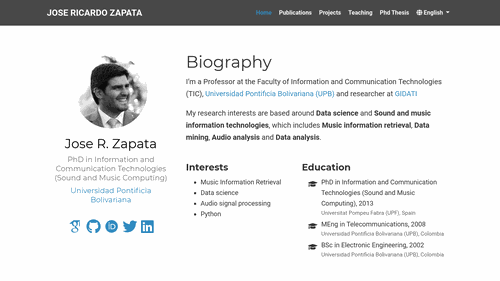 JOSE RICARDO ZAPATA
Home Publications Projects Teaching Phd Thesis English
Jose R. Zapata
PhD in Information and
Communication Technologies
(Sound and Music Computing)
Universidad Pontificia
Bolivariana
Biography
I'm a Professor at the Faculty of Information and Communication Technologies
(TIC), Universidad Pontificia Bolivariana (UPB) and researcher at GIDATI
My research interests are based around Data science and Sound and music
information technologies, which includes Music information retrieval, Data
mining, Audio analysis and Data analysis.
Interests
Music Information Retrieval
Data science
Audio signal processing
Python
Education
PhD in Information and Communication
Technologies (Sound and Music
Computing), 2013
Universitat Pompeu Fabra (UPF), Spain
MEng in Telecommunications, 2008
Universidad Pontificia Bolivariana (UPB), Colombia
BSc in Electronic Engineering, 2002
Universidad Pontificia Bolivariana (UPB), Colombia